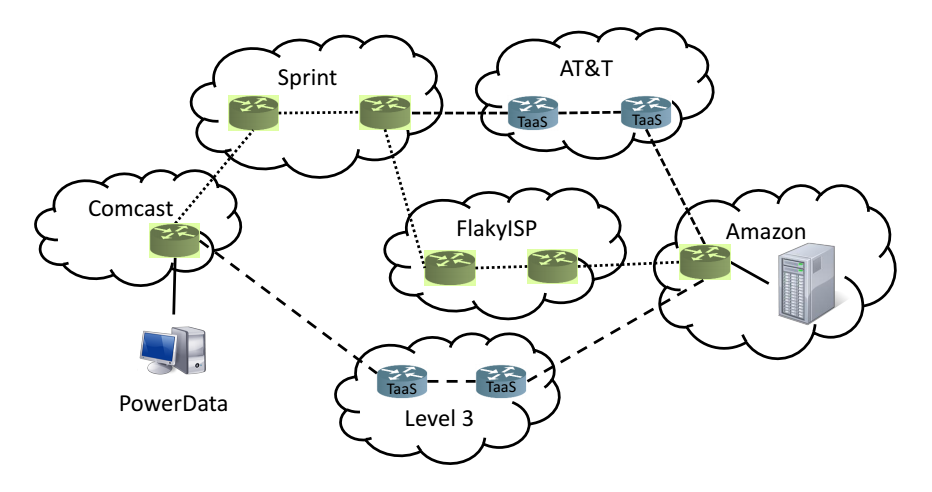 Sprint
AT&T
TaaS
TaaS
Comcast
FlakyISP
Amazon
TaaS
TaaS
PowerData
Level 3